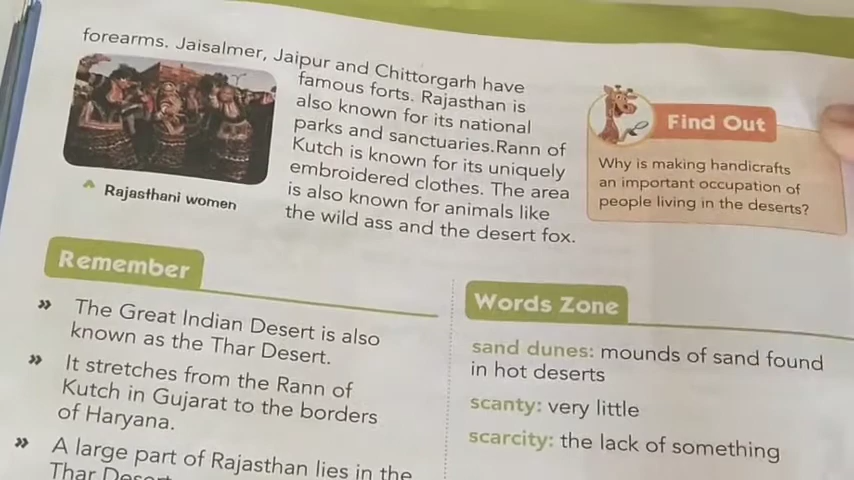 forearms. Jaisalmer, Jaipur and Chittorgarh have
famous forts. Rajasthan is
also known for its national
parks and sanctuaries.Rann of
Kutch is known for its uniquely
embroidered clothes. The area
is also known for animals like
the wild ass and the desert fox.
Rajasthani women
Find Out
Why is making handicrafts
an important occupation of
people living in the deserts?
Remember
The Great Indian Desert is also
known as the Thar Desert.
It stretches from the Rann of
Kutch in Gujarat to the borders
of Haryana.
A large part of Rajasthan lies in the
Thar Desert.
Words Zone
sand dunes: mounds of sand found
in hot deserts
scanty: very little
scarcity: the lack of something